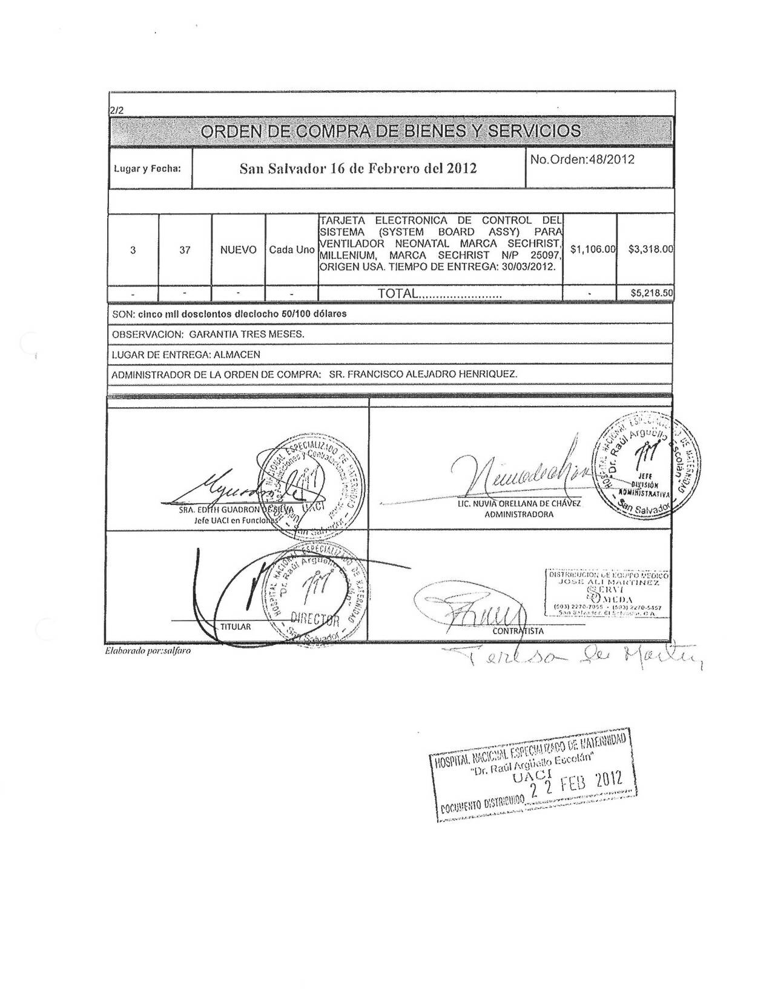 2/2
ORDEN DE COMPRA DE BIENES Y SERVICIOS
Lugar y Fecha:
San Salvador 16 de Febrero del 2012
No.Orden:48/2012
3 37 NUEVO Cada Uno
TARJETA ELECTRONICA DE CONTROL DEL
SISTEMA (SYSTEM BOARD ASSY) PARA
VENTILADOR NEONATAL MARCA SECHRIST,
MILLENIUM, MARCA SECHRIST N/P 25097,
ORIGEN USA. TIEMPO DE ENTREGA: 30/03/2012.
$1,106.00 $3,318.00
- - - - TOTAL........................ - $5,218.50
SON: cinco mil doscientos dieciocho 50/100 dólares
OBSERVACION: GARANTIA TRES MESES.
LUGAR DE ENTREGA: ALMACEN
ADMINISTRADOR DE LA ORDEN DE COMPRA: SR. FRANCISCO ALEJADRO HENRIQUEZ.
SRA. EDITH GUADRON DE SILVA
Jefe UACI en Funciones
NACIONAL ESPECIALIZADO DE MATERNIDAD
UACI
San Salvador
LIC. NUVIA ORELLANA DE CHÁVEZ
ADMINISTRADORA
HOSPITAL NACIONAL ESPECIALIZADO DE MATERNIDAD
"Dr. Raúl Argüello Escolán"
JEFE
DIVISIÓN
ADMINISTRATIVA
San Salvador
TITULAR
HOSPITAL NACIONAL ESPECIALIZADO DE MATERNIDAD
"Dr. Raúl Argüello Escolán"
DIRECTOR
San Salvador
DISTRIBUCION DE EQUIPO MEDICO
JOSE ALI MARTINEZ
SERVI
MEDA
(503) 2270-7055 - (503) 2270-5457
San Salvador, El Salvador, C.A.
CONTRATISTA
Elaborado por:salfaro
Teresa de
HOSPITAL NACIONAL ESPECIALIZADO DE MATERNIDAD
"Dr. Raúl Argüello Escolán"
UACI
22 FEB 2012
DOCUMENTO DISTRIBUIDO